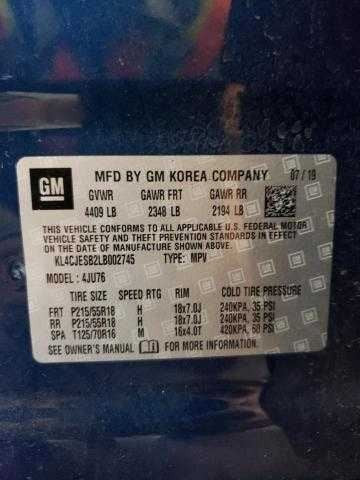 GM
MFD BY GM KOREA COMPANY 07/19
GVWR GAWR FRT GAWR RR
4409 LB 2348 LB 2194 LB
THIS VEHICLE CONFORMS TO ALL APPLICABLE U.S. FEDERAL MOTOR
VEHICLE SAFETY, BUMPER, AND THEFT PREVENTION STANDARDS IN EFFECT
ON THE DATE OF MANUFACTURE SHOWN ABOVE.
KL4CJESB2LB002745 TYPE: MPV
MODEL: 4JU76
TIRE SIZE SPEED RTG RIM COLD TIRE PRESSURE
FRT P215/55R18 H 18x7.0J 240KPA, 35 PSI
RR P215/55R18 H 18x7.0J 240KPA, 35 PSI
SPA T125/70R16 M 16x4.0T 420KPA, 60 PSI
SEE OWNER'S MANUAL FOR ADDITIONAL INFORMATION.